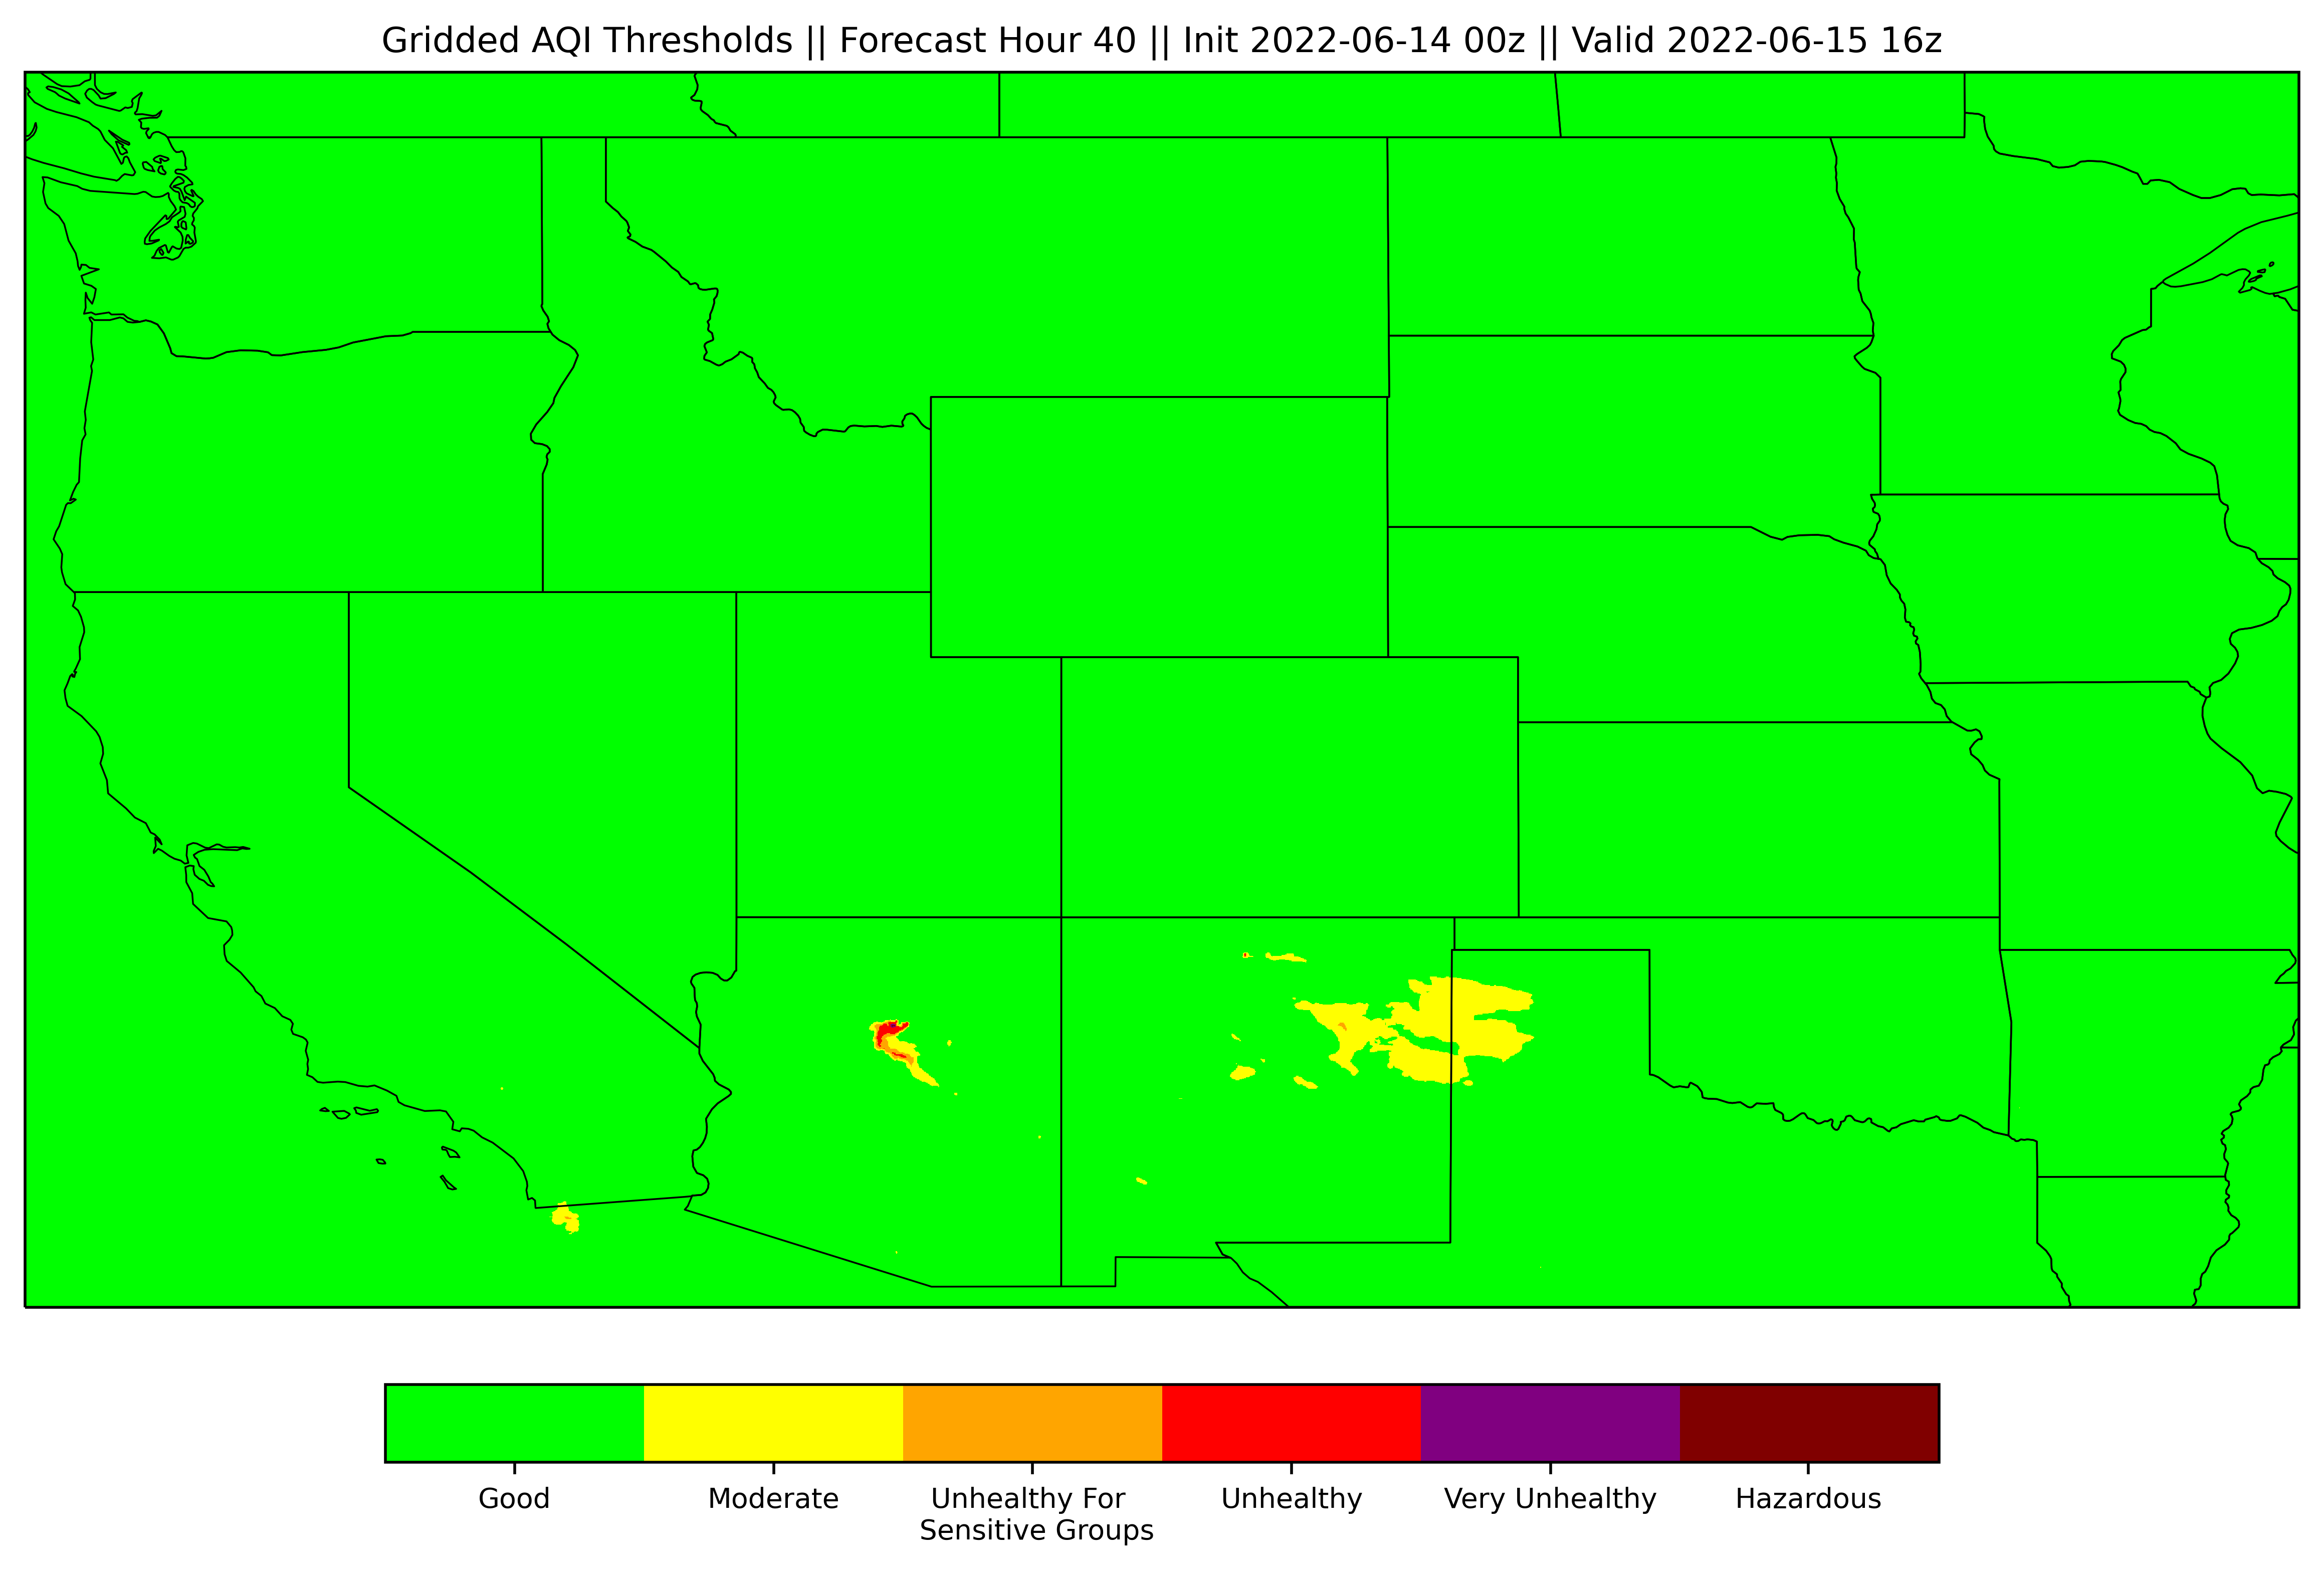 Gridded AQI Thresholds || Forecast Hour 40 || Init 2022-06-14 00z || Valid 2022-06-15 16z
Good
Moderate
Unhealthy For
Sensitive Groups
Unhealthy
Very Unhealthy
Hazardous